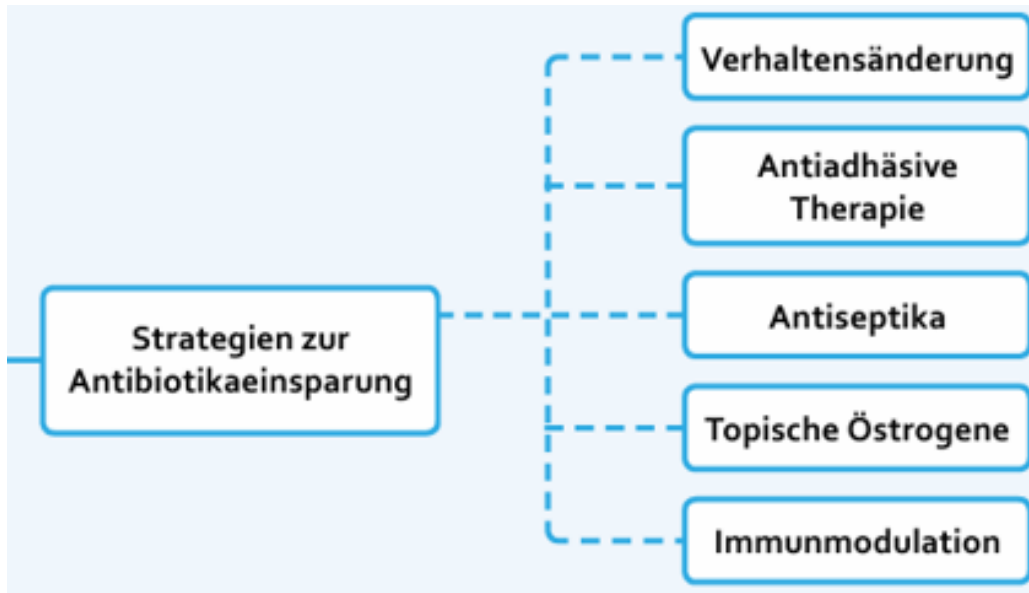 Verhaltensänderung
Antiadhäsive
Therapie
Strategien zur
Antibiotikaeinsparung
Antiseptika
Topische Östrogene
Immunmodulation